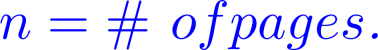 n = # ofpages.